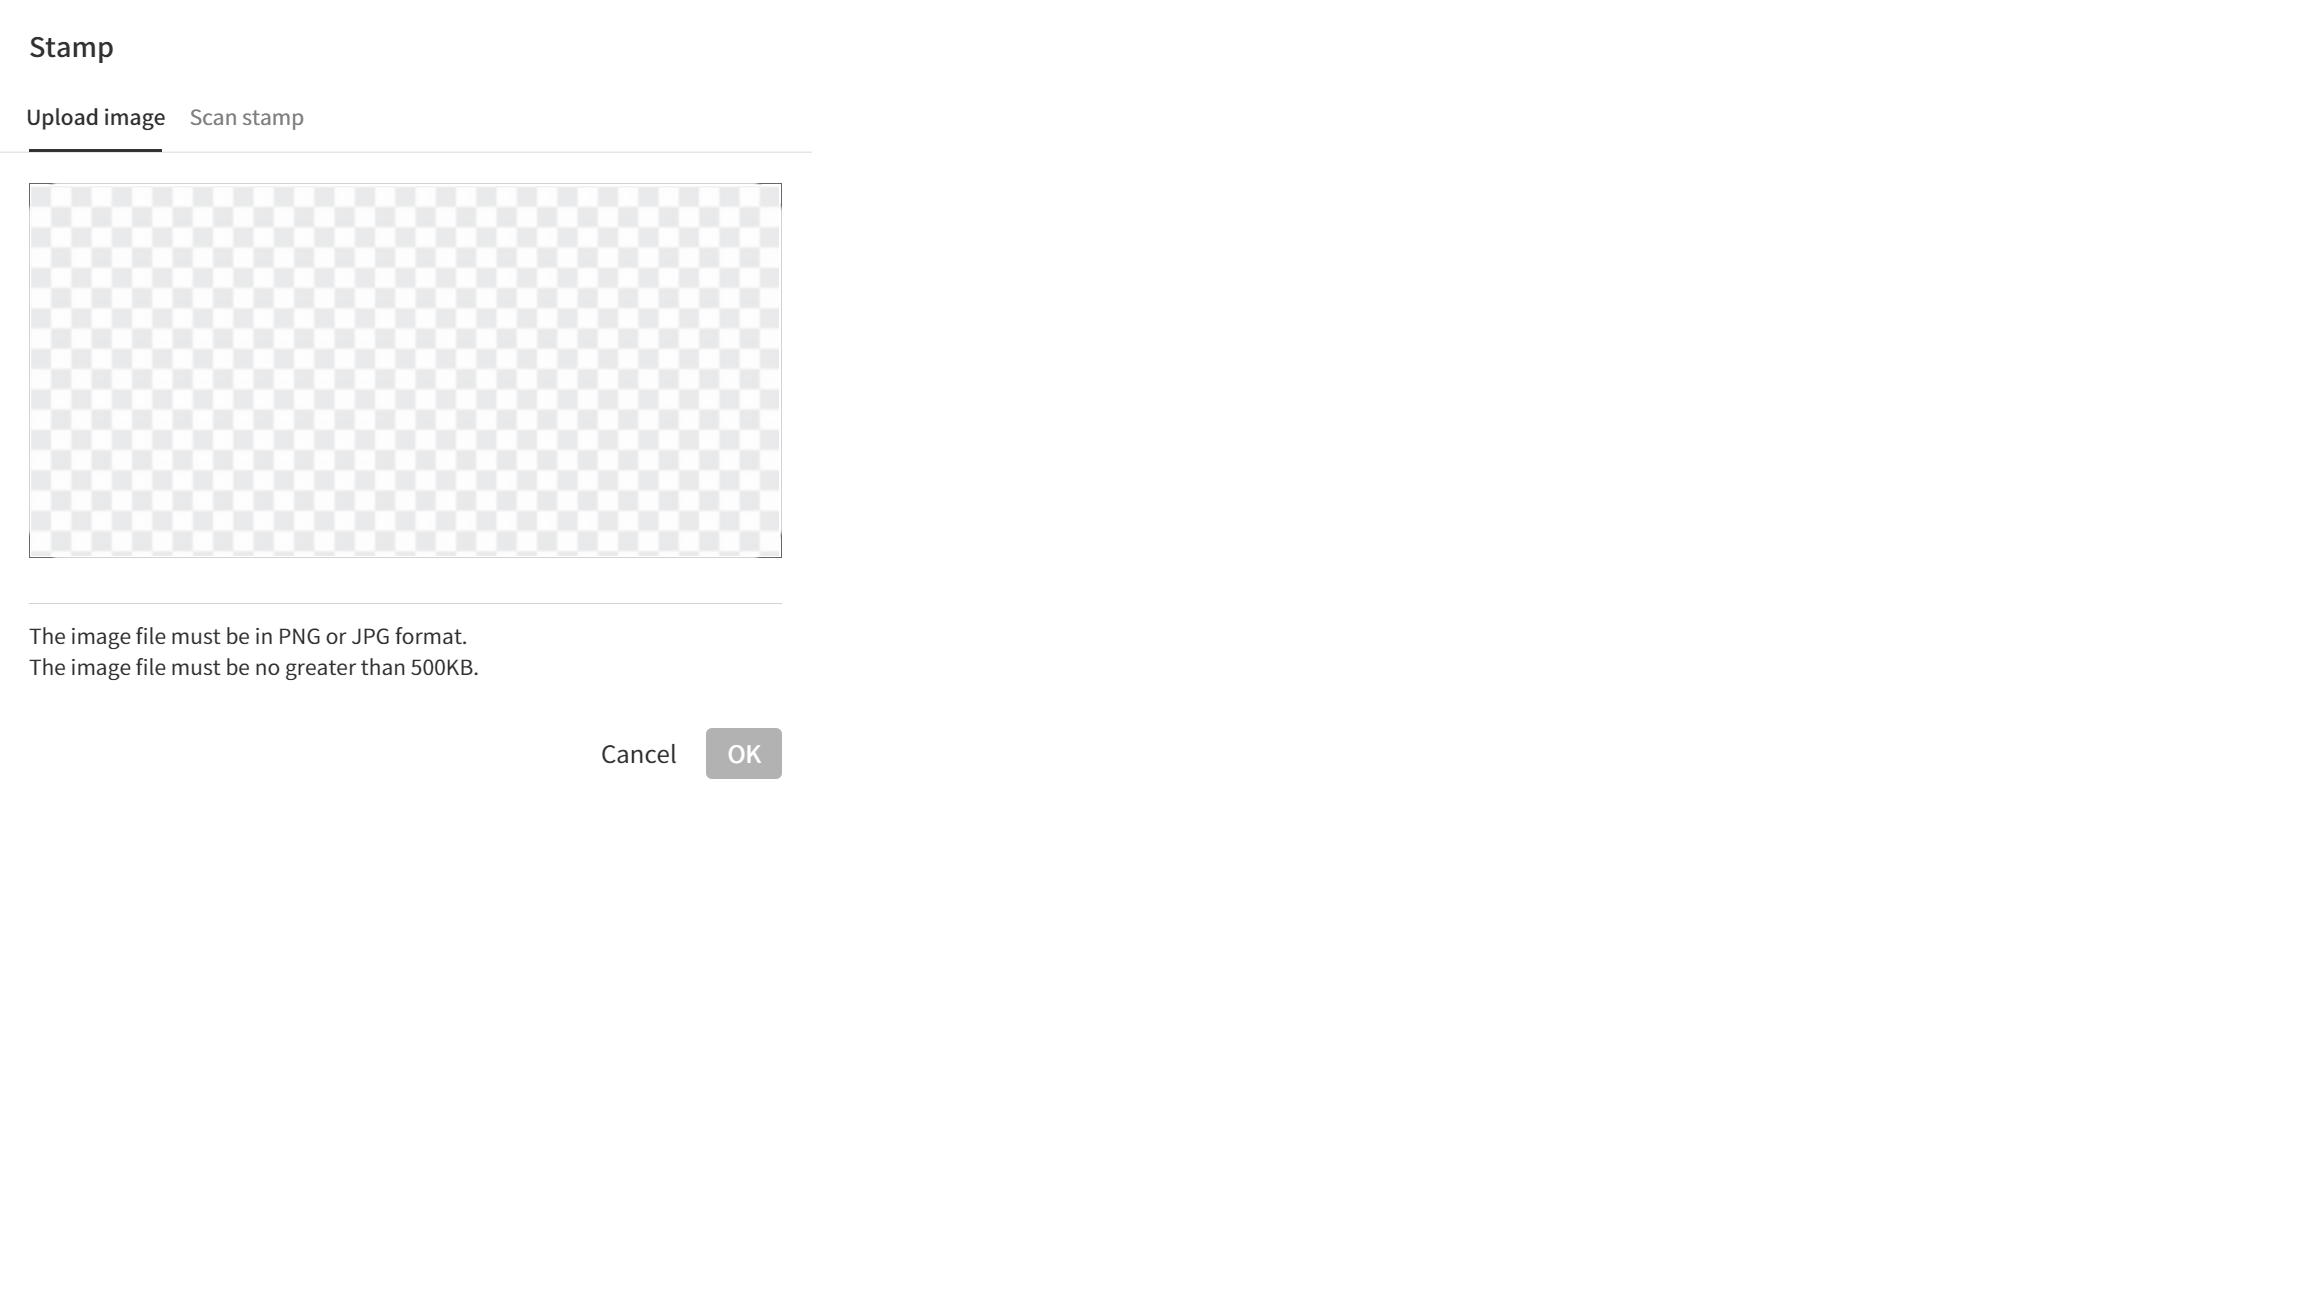 Stamp
Upload image
Scan stamp
The image file must be in PNG or JPG format.
The image file must be no greater than 500KB.
Cancel
OK